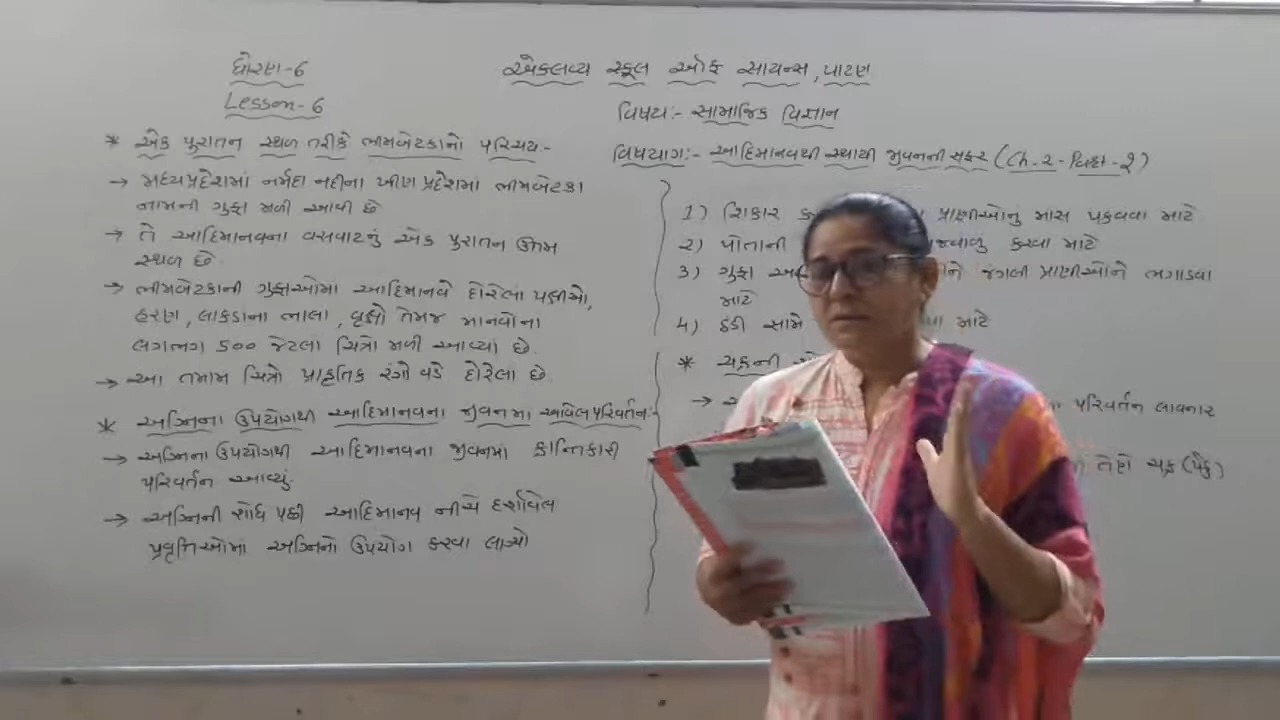 ધોરણ-6
Lesson-6
એકલવ્ય સ્કૂલ ઓફ સાયન્સ, પાટણ
વિષય:- સામાજિક વિજ્ઞાન
વિષયાંગ:- આદિમાનવથી સ્થાયી જીવનની સફર (Ch-2-વિડીયો-2)
* એક પુરાતન સ્થળ તરીકે ભીમબેટકાનો પરિચય:-
→ મધ્યપ્રદેશમાં નર્મદા નદીના ખીણ પ્રદેશમાં ભીમબેટકા
નામની ગુફા મળી આવી છે
→ તે આદિમાનવના વસવાટનું એક પુરાતન ઉત્તમ
સ્થળ છે.
→ ભીમબેટકાની ગુફાઓમાં આદિમાનવે દોરેલા પક્ષીઓ,
હરણ, લાકડાના ભાલા, વૃક્ષો તેમજ માનવોના
લગભગ ૬૦૦ જેટલા ચિત્રો મળી આવ્યાં છે.
→ આ તમામ ચિત્રો પ્રાકૃતિક રંગો વડે દોરેલા છે.
* અગ્નિના ઉપયોગથી આદિમાનવના જીવનમાં આવેલ પરિવર્તન:-
→ અગ્નિના ઉપયોગથી આદિમાનવના જીવનમાં ક્રાન્તિકારી
પરિવર્તન આવ્યું.
→ અગ્નિની શોધ પછી આદિમાનવ નીચે દર્શાવેલ
પ્રવૃત્તિઓમાં અગ્નિનો ઉપયોગ કરવા લાગ્યો
1) શિકાર પ્રાણીઓનુ માંસ પકવવા માટે
2) પોતાની કરવા માટે
3) ગુફા જંગલી પ્રાણીઓને ભગાડવા
માટે
4) ઠંડી સામે માટે
* ચક્રની
→ પરિવર્તન લાવનાર
તેણે ચક્ર (પૈડું)